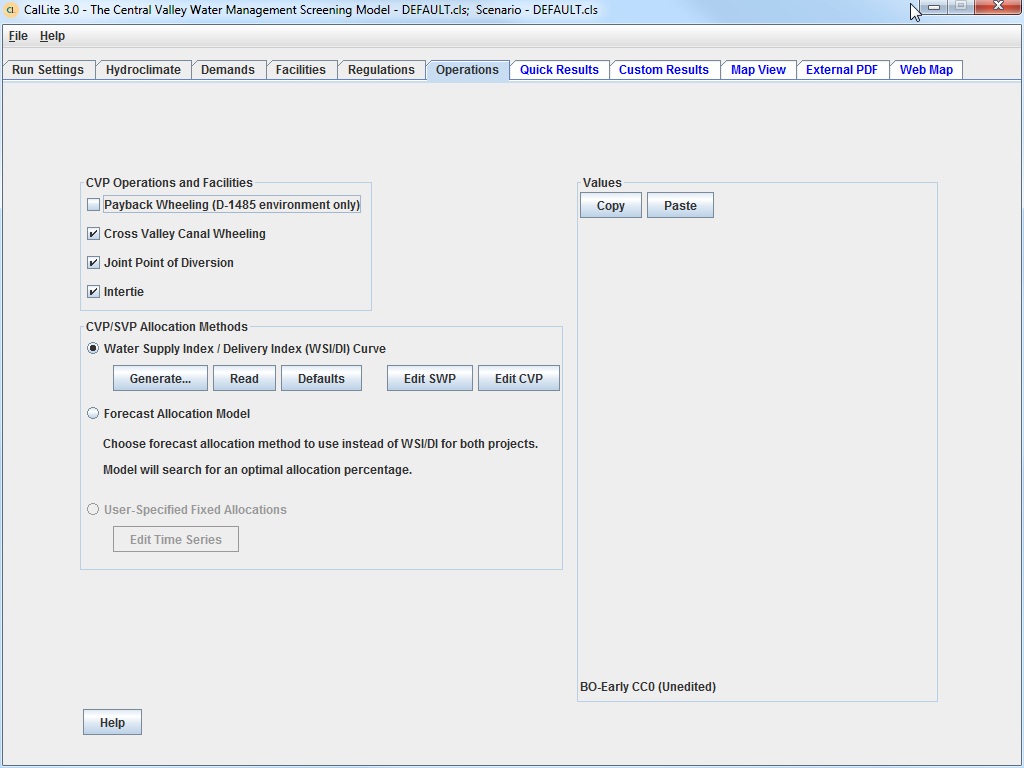 CL CalLite 3.0 - The Central Valley Water Management Screening Model - DEFAULT.cls;  Scenario - DEFAULT.cls
File Help
Run Settings Hydroclimate Demands Facilities Regulations Operations Quick Results Custom Results Map View External PDF Web Map
CVP Operations and Facilities
Payback Wheeling (D-1485 environment only)
Cross Valley Canal Wheeling
Joint Point of Diversion
Intertie
CVP/SVP Allocation Methods
Water Supply Index / Delivery Index (WSI/DI) Curve
Generate... Read Defaults Edit SWP Edit CVP
Forecast Allocation Model
Choose forecast allocation method to use instead of WSI/DI for both projects.
Model will search for an optimal allocation percentage.
User-Specified Fixed Allocations
Edit Time Series
Values
Copy Paste
BO-Early CC0 (Unedited)
Help